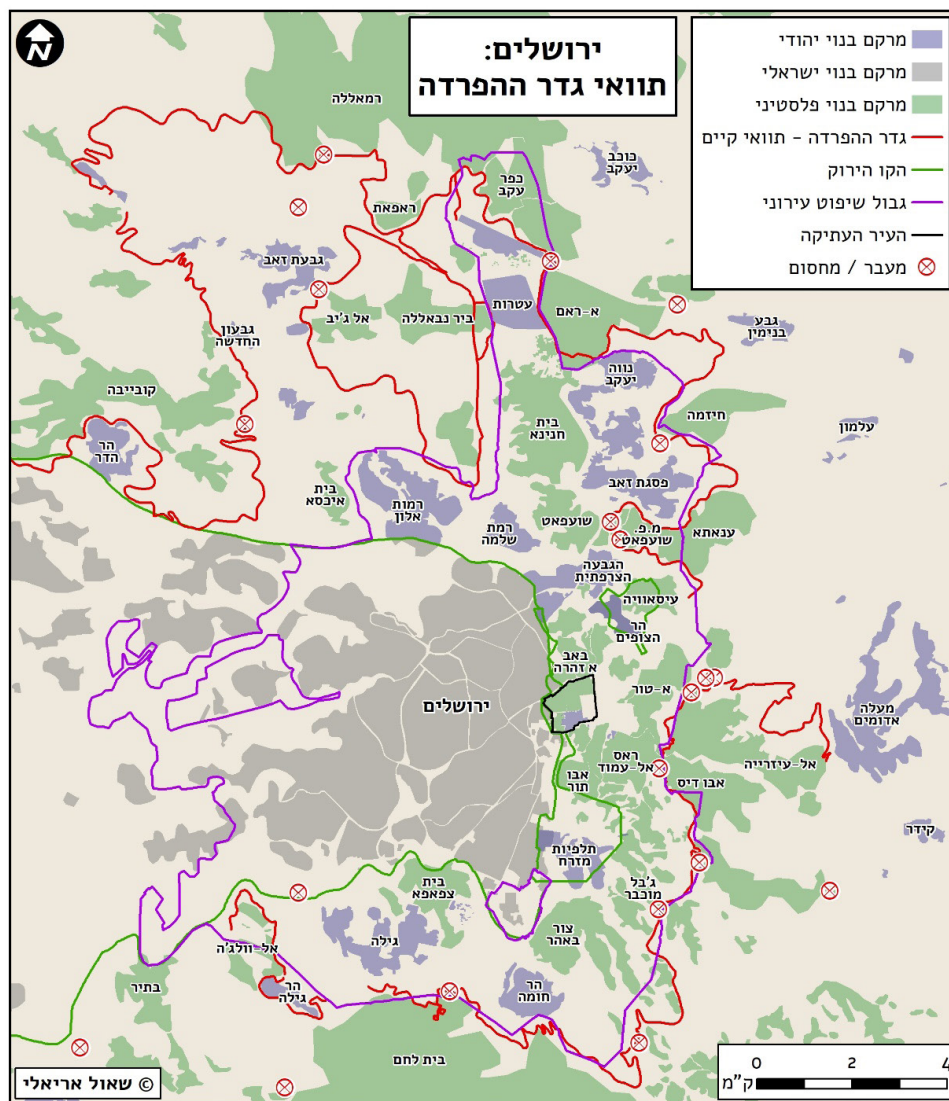 N
ירושלים:
תוואי גדר ההפרדה
מרקם בנוי יהודי
מרקם בנוי ישראלי
מרקם בנוי פלסטיני
גדר ההפרדה - תוואי קיים
הקו הירוק
גבול שיפוט עירוני
העיר העתיקה
מעבר / מחסום
רמאללה
כוכב
יעקב
כפר
עקב
ראפאת
גבעת זאב
עטרות
א-ראם
ביר נבאללה
אל ג'יב
גבע
בנימין
גבעון
החדשה
נווה
יעקב
קובייבה
חיזמה
בית
חנינא
עלמון
הר
הדר
פסגת זאב
רמות
אלון
בית
איכסא
רמת
שלמה
שועפאט
מ.פ.
שועפאט
ענאתא
הגבעה
הצרפתית
עיסאוויה
הר
הצופים
באב
א זהרה
א-טור
מעלה
אדומים
ירושלים
ראס
אל-עמוד
אל-עיזרייה
אבו
תור
אבו דיס
קידר
תלפיות
מזרח
ג'בל
מוכבר
בית
צפאפא
צור
באהר
גילה
אל-וולג'ה
הר
גילה
בתיר
הר
חומה
בית לחם
© שאול אריאלי
0 2 4
ק"מ